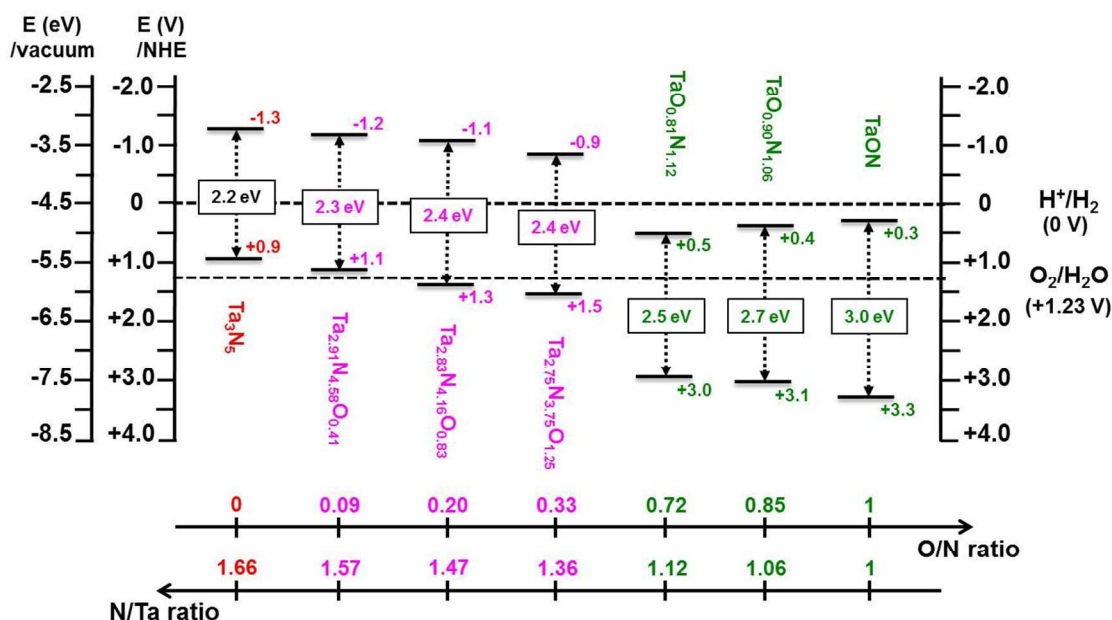 E (eV) E (V)
/vacuum /NHE
-2.5 -2.0 -2.0
-3.5 -1.0 -1.0
-4.5 0 0
-5.5 +1.0 +1.0
-6.5 +2.0 +2.0
-7.5 +3.0 +3.0
-8.5 +4.0 +4.0
-1.3
2.2 eV
+0.9
Ta3N5
-1.2
2.3 eV
+1.1
Ta2.91N4.58O0.41
-1.1
2.4 eV
+1.3
Ta2.83N4.16O0.83
-0.9
2.4 eV
+1.5
Ta2.75N3.75O1.25
TaO0.81N1.12
+0.5
2.5 eV
+3.0
TaO0.90N1.06
+0.4
2.7 eV
+3.1
TaON
+0.3
3.0 eV
+3.3
H+/H2
(0 V)
O2/H2O
(+1.23 V)
0 0.09 0.20 0.33 0.72 0.85 1
O/N ratio
1.66 1.57 1.47 1.36 1.12 1.06 1
N/Ta ratio